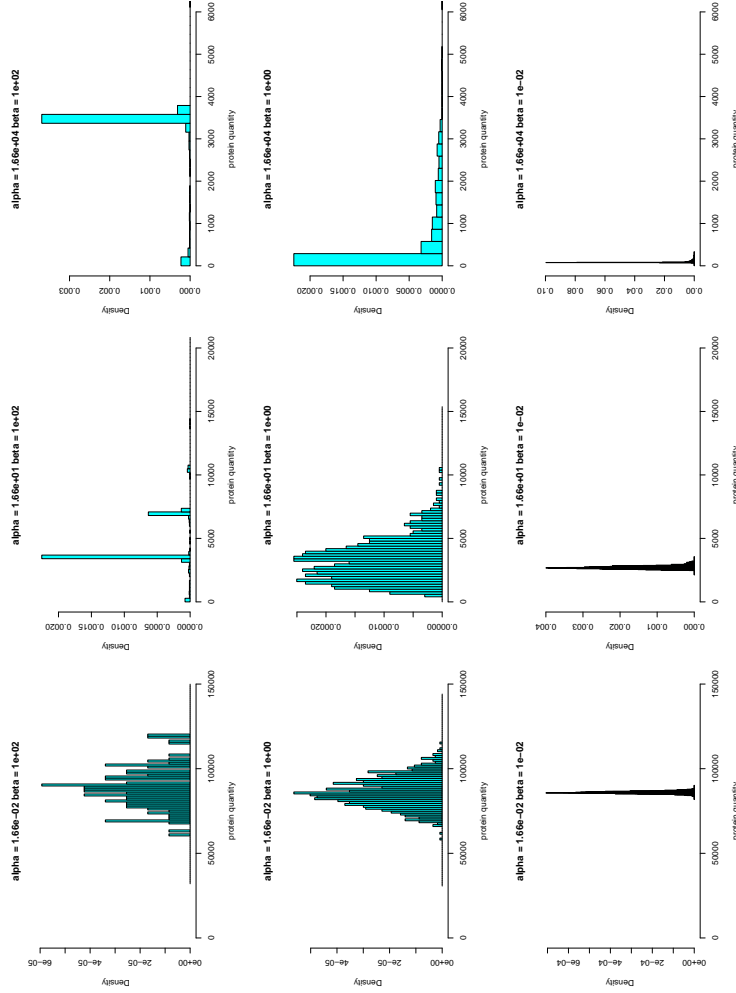 alpha = 1.66e−02 beta = 1e+02
Density
0e+00 2e−05 6e−05
0 50000 100000 150000
protein quantity
alpha = 1.66e+01 beta = 1e+02
Density
0.0000 0.0005 0.0010 0.0015 0.0020
0 5000 10000 15000 20000
protein quantity
alpha = 1.66e+04 beta = 1e+02
Density
0.000 0.001 0.002 0.003
0 1000 2000 3000 4000 5000 6000
protein quantity
alpha = 1.66e−02 beta = 1e+00
Density
0e+00 2e−05 4e−05
0 50000 100000 150000
protein quantity
alpha = 1.66e+01 beta = 1e+00
Density
0.00000 0.00010 0.00020
0 5000 10000 15000 20000
protein quantity
alpha = 1.66e+04 beta = 1e+00
Density
0.0000 0.0005 0.0010 0.0015 0.0020
0 1000 2000 3000 4000 5000 6000
protein quantity
alpha = 1.66e−02 beta = 1e−02
Density
0e+00 2e−04 4e−04 6e−04
0 50000 100000 150000
protein quantity
alpha = 1.66e+01 beta = 1e−02
Density
0.000 0.001 0.003 0.004
0 5000 10000 15000 20000
protein quantity
alpha = 1.66e+04 beta = 1e−02
Density
0.00 0.02 0.04 0.06 0.08 0.10
0 1000 2000 3000 4000 5000 6000
protein quantity